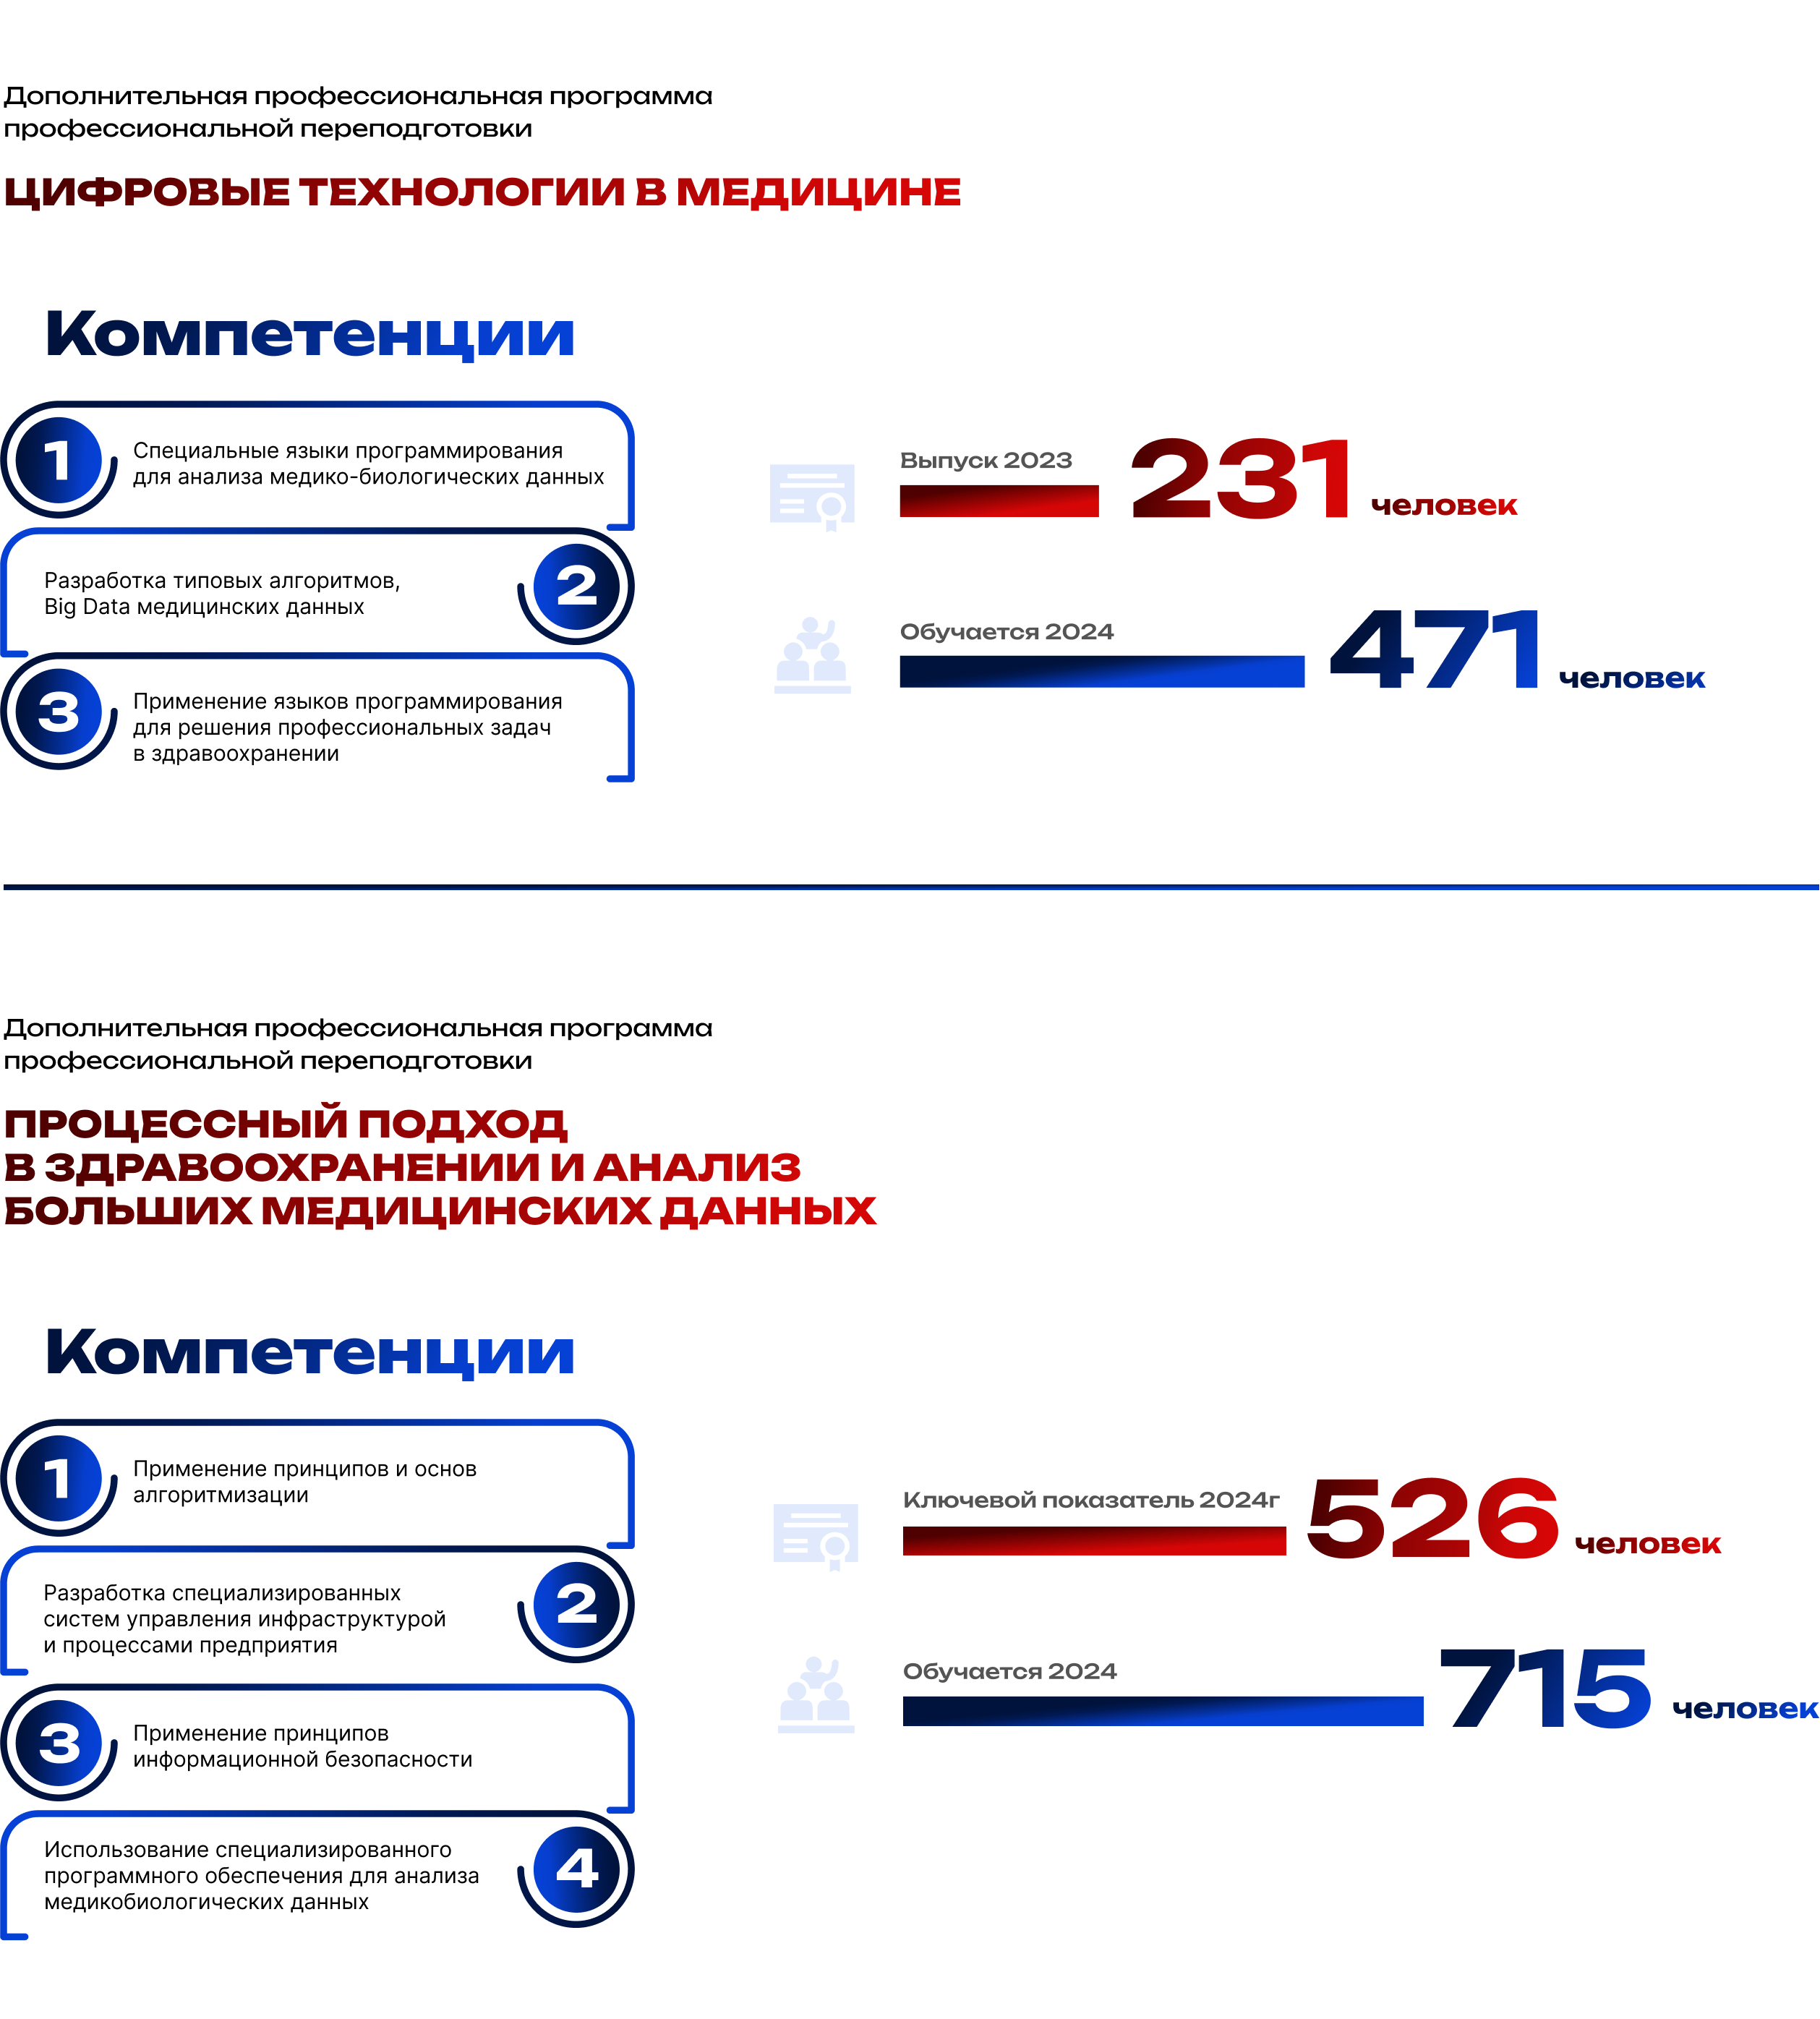 Дополнительная профессиональная программа
профессиональной переподготовки
ЦИФРОВЫЕ ТЕХНОЛОГИИ В МЕДИЦИНЕ
Компетенции
1
Специальные языки программирования
для анализа медико-биологических данных
Разработка типовых алгоритмов,
Big Data медицинских данных
2
3
Применение языков программирования
для решения профессиональных задач
в здравоохранении
Выпуск 2023
231 человек
Обучается 2024
471 человек
Дополнительная профессиональная программа
профессиональной переподготовки
ПРОЦЕССНЫЙ ПОДХОД
В ЗДРАВООХРАНЕНИИ И АНАЛИЗ
БОЛЬШИХ МЕДИЦИНСКИХ ДАННЫХ
Компетенции
1
Применение принципов и основ
алгоритмизации
Разработка специализированных
систем управления инфраструктурой
и процессами предприятия
2
3
Применение принципов
информационной безопасности
Использование специализированного
программного обеспечения для анализа
медикобиологических данных
4
Ключевой показатель 2024г
526 человек
Обучается 2024
715 человек